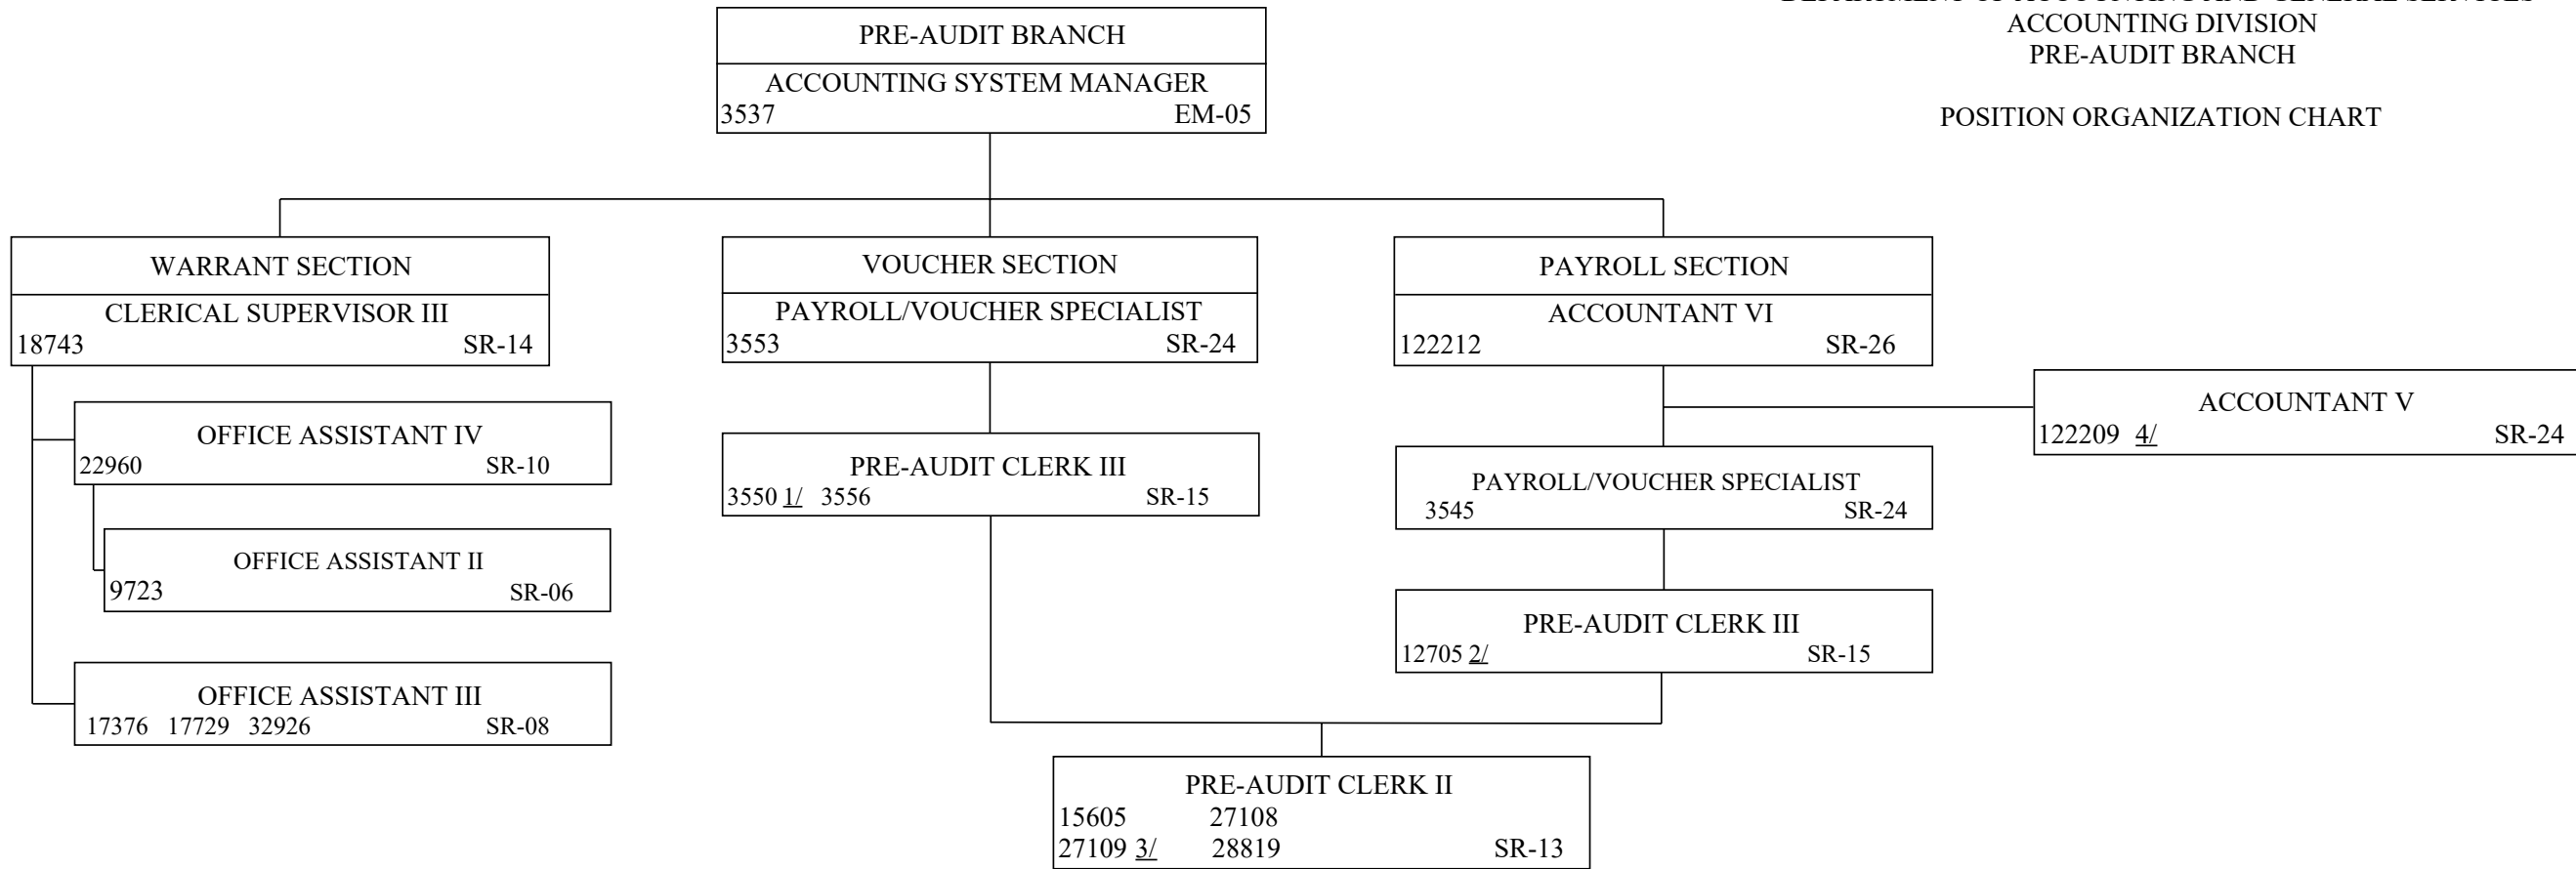 ACCOUNTING DIVISION
PRE-AUDIT BRANCH
POSITION ORGANIZATION CHART
PRE-AUDIT BRANCH
ACCOUNTING SYSTEM MANAGER
3537 EM-05
WARRANT SECTION
CLERICAL SUPERVISOR III
18743 SR-14
OFFICE ASSISTANT IV
22960 SR-10
OFFICE ASSISTANT II
9723 SR-06
OFFICE ASSISTANT III
17376 17729 32926 SR-08
VOUCHER SECTION
PAYROLL/VOUCHER SPECIALIST
3553 SR-24
PRE-AUDIT CLERK III
3550 1/ 3556 SR-15
PAYROLL SECTION
ACCOUNTANT VI
122212 SR-26
ACCOUNTANT V
122209 4/ SR-24
PAYROLL/VOUCHER SPECIALIST
3545 SR-24
PRE-AUDIT CLERK III
12705 2/ SR-15
PRE-AUDIT CLERK II
15605 27108
27109 3/ 28819 SR-13